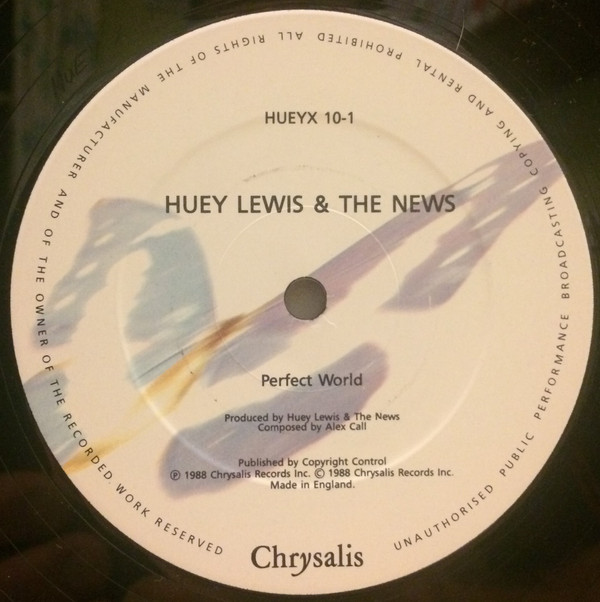 HUEYX 10-1
HUEY LEWIS & THE NEWS
Perfect World
Produced by Huey Lewis & The News
Composed by Alex Call
Published by Copyright Control
℗ 1988 Chrysalis Records Inc. © 1988 Chrysalis Records Inc.
Made in England.
Chrysalis
ALL RIGHTS OF THE MANUFACTURER AND OF THE OWNER OF THE RECORDED WORK RESERVED
UNAUTHORISED PUBLIC PERFORMANCE BROADCASTING COPYING AND RENTAL PROHIBITED